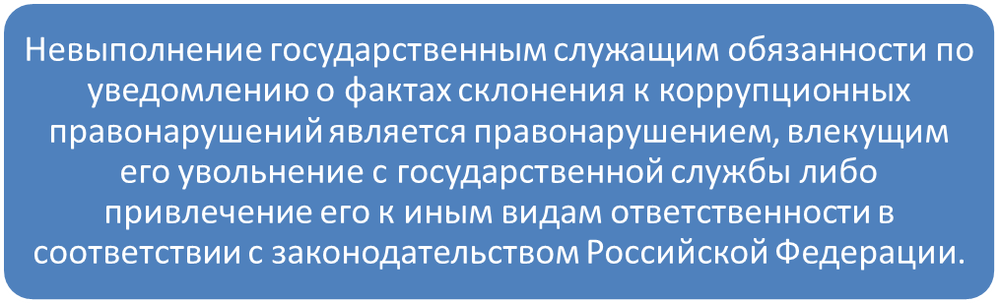 Невыполнение государственным служащим обязанности по
уведомлению о фактах склонения к коррупционных
правонарушений является правонарушением, влекущим
его увольнение с государственной службы либо
привлечение его к иным видам ответственности в
соответствии с законодательством Российской Федерации.